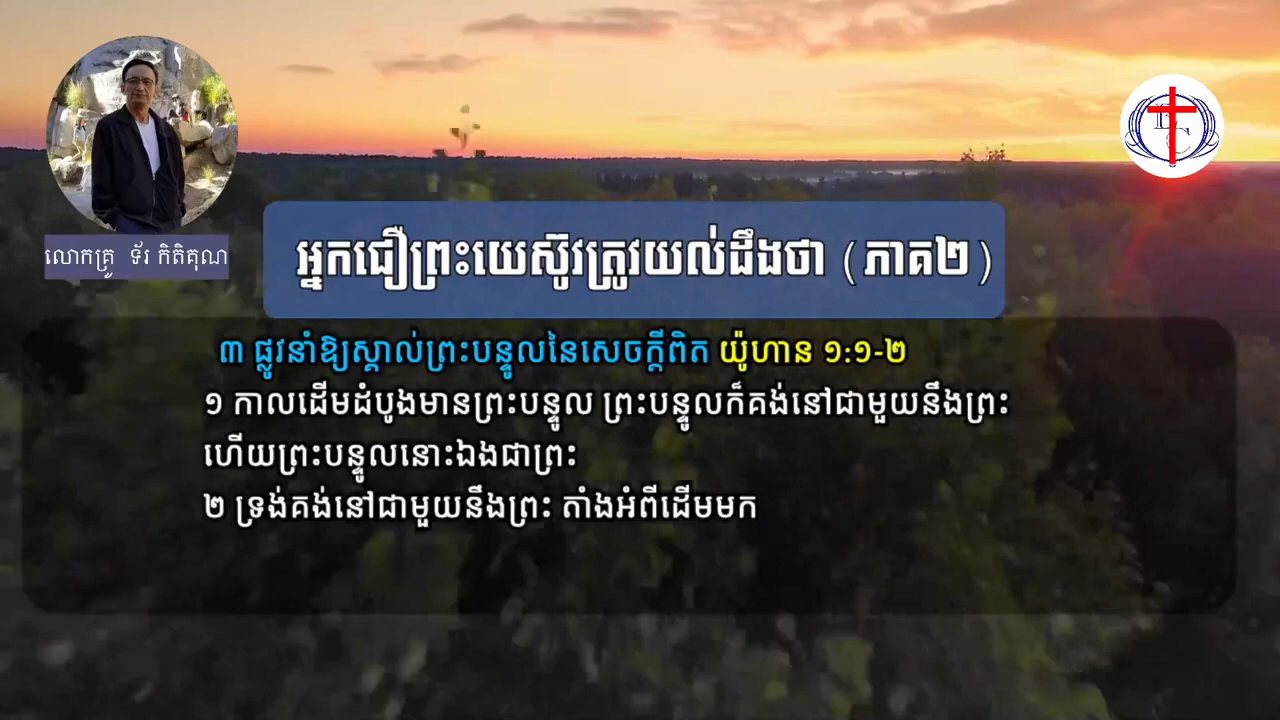 លោកគ្រូ ទ័រ កិតិគុណ
អ្នកជឿព្រះយេស៊ូវត្រូវយល់ដឹងថា (ភាគ២)
៣ ផ្លូវនាំឱ្យស្គាល់ព្រះបន្ទូលនៃសេចក្តីពិត យ៉ូហាន ១:១-២
១ កាលដើមដំបូងមានព្រះបន្ទូល ព្រះបន្ទូលក៏គង់នៅជាមួយនឹងព្រះ
ហើយព្រះបន្ទូលនោះឯងជាព្រះ
២ ទ្រង់គង់នៅជាមួយនឹងព្រះ តាំងអំពីដើមមក